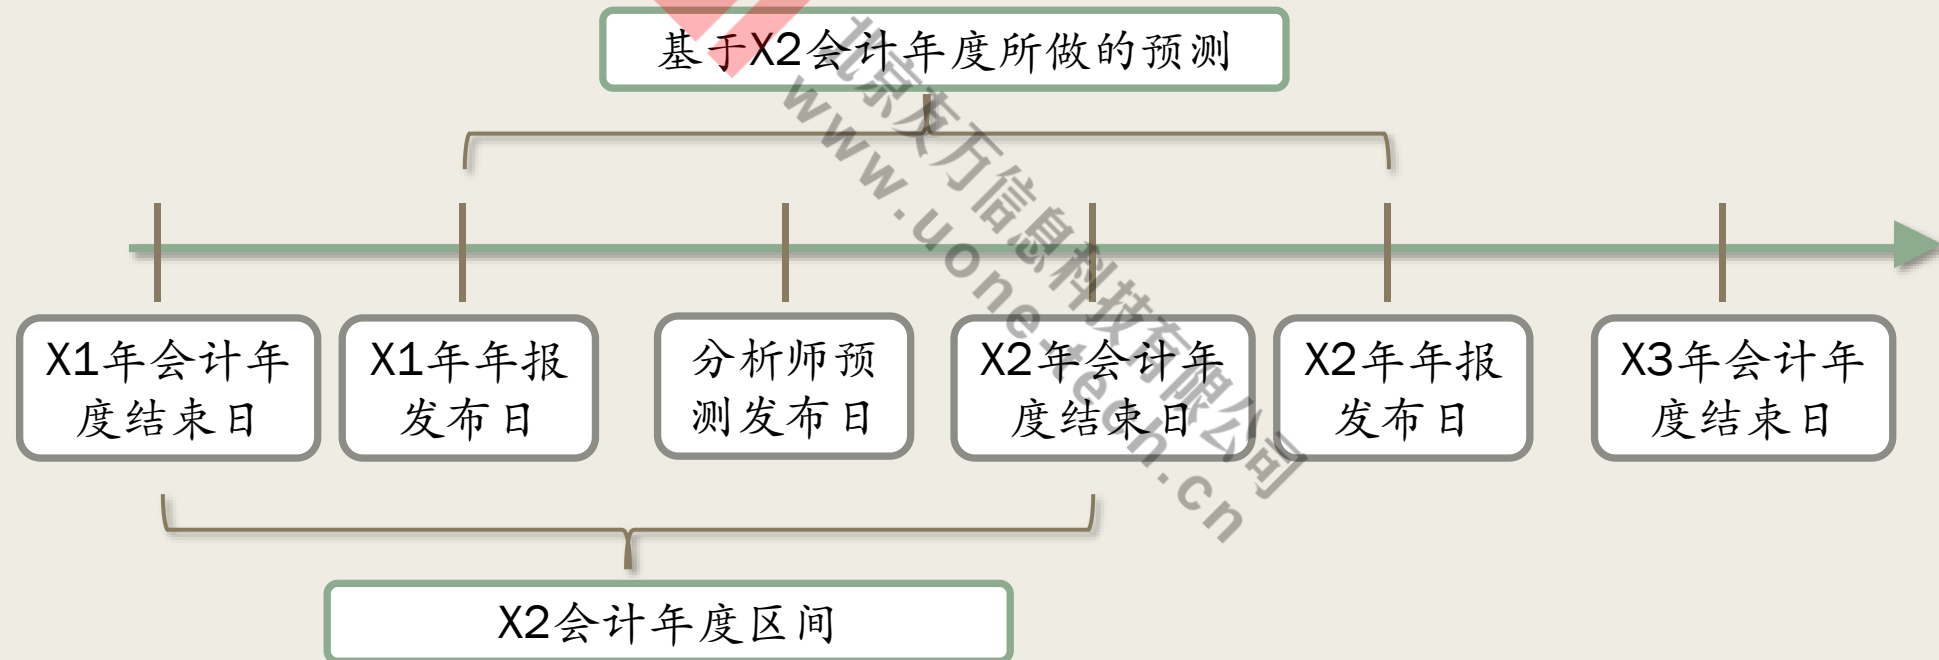 基于X2会计年度所做的预测
北京友万信息科技有限公司
www.uone-tech.cn
X1年会计年
度结束日
X1年年报
发布日
分析师预
测发布日
X2年会计年
度结束日
X2年年报
发布日
X3年会计年
度结束日
X2会计年度区间